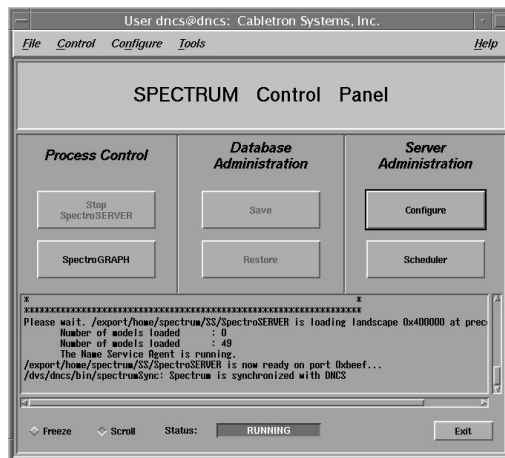 User dncs@dncs: Cabletron Systems, Inc.
File Control Configure Tools Help
SPECTRUM Control Panel
Process Control
Stop
SpectroSERVER
SpectroGRAPH
Database
Administration
Save
Restore
Server
Administration
Configure
Scheduler
* *
*****************************************************************
Please wait. /export/home/spectrum/SS/SpectroSERVER is loading landscape 0x400000 at prec
Number of models loaded : 0
Number of models loaded : 49
The Name Service Agent is running.
/export/home/spectrum/SS/SpectroSERVER is now ready on port 0xbeef...
/dvs/dncs/bin/spectrumSync: Spectrum is synchronized with DNCS
Freeze Scroll Status: RUNNING Exit